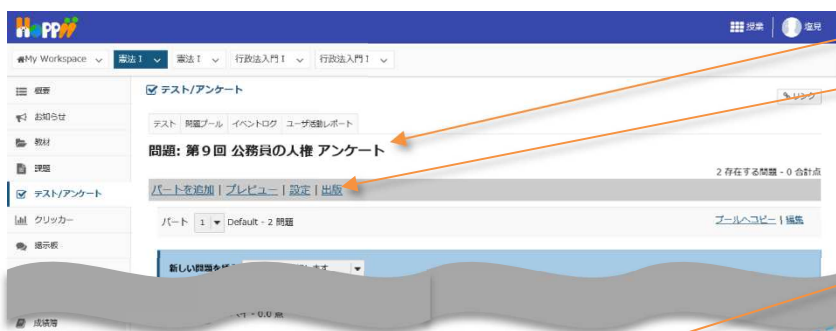 Hoppii
授業 塩見
My Workspace 憲法Ⅰ 憲法Ⅰ 行政法入門Ⅰ 行政法入門Ⅰ
概要
お知らせ
教材
課題
テスト/アンケート
クリッカー
掲示板
成績簿
テスト/アンケート
リンク
テスト 問題プール イベントログ ユーザ活動レポート
問題: 第9回 公務員の人権 アンケート
2 存在する問題 - 0 合計点
パートを追加 | プレビュー | 設定 | 出版
パート 1 Default - 2 問題
プールへコピー | 編集
新しい問題を
ます
- 0.0 点